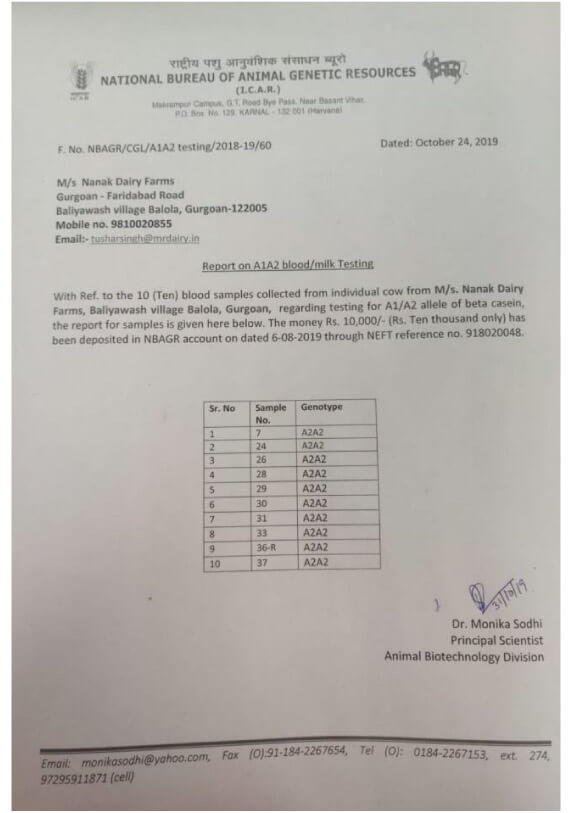 राष्ट्रीय पशु आनुवंशिक संसाधन ब्यूरो
NATIONAL BUREAU OF ANIMAL GENETIC RESOURCES
(I.C.A.R.)
Makrampur Campus, G.T. Road Bye Pass, Near Basant Vihar,
P.O. Box No. 129, KARNAL - 132 001 (Haryana)
ICAR
F. No. NBAGR/CGL/A1A2 testing/2018-19/60
Dated: October 24, 2019
M/s Nanak Dairy Farms
Gurgoan - Faridabad Road
Baliyawash village Balola, Gurgoan-122005
Mobile no. 9810020855
Email:- tusharsingh@mrdairy.in
Report on A1A2 blood/milk Testing
With Ref. to the 10 (Ten) blood samples collected from individual cow from M/s. Nanak Dairy
Farms, Baliyawash village Balola, Gurgoan, regarding testing for A1/A2 allele of beta casein,
the report for samples is given here below. The money Rs. 10,000/- (Rs. Ten thousand only) has
been deposited in NBAGR account on dated 6-08-2019 through NEFT reference no. 918020048.
Sr. No Sample No. Genotype
1 7 A2A2
2 24 A2A2
3 26 A2A2
4 28 A2A2
5 29 A2A2
6 30 A2A2
7 31 A2A2
8 33 A2A2
9 36-R A2A2
10 37 A2A2
31/10/19
Dr. Monika Sodhi
Principal Scientist
Animal Biotechnology Division
Email: monikasodhi@yahoo.com, Fax (O):91-184-2267654, Tel (O): 0184-2267153, ext. 274,
97295911871 (cell)